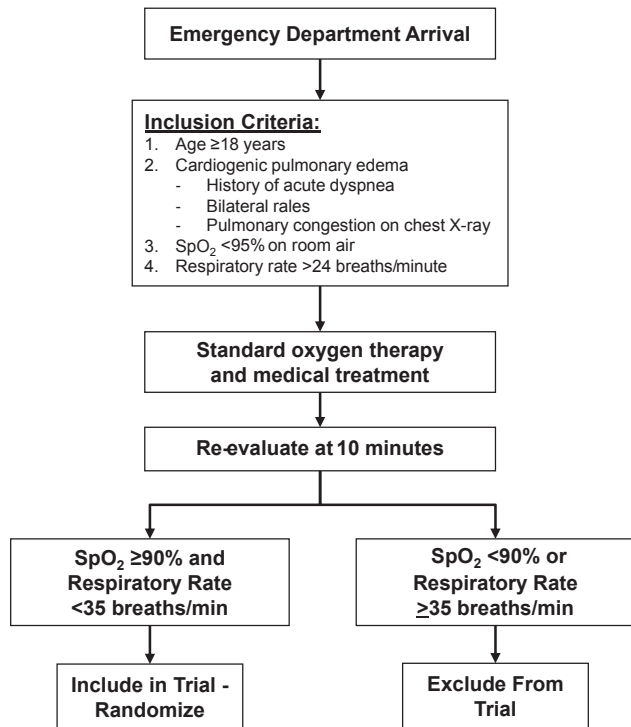 Emergency Department Arrival
Inclusion Criteria:
1. Age ≥18 years
2. Cardiogenic pulmonary edema
- History of acute dyspnea
- Bilateral rales
- Pulmonary congestion on chest X-ray
3. SpO₂ <95% on room air
4. Respiratory rate >24 breaths/minute
Standard oxygen therapy
and medical treatment
Re-evaluate at 10 minutes
SpO₂ ≥90% and
Respiratory Rate
<35 breaths/min
SpO₂ <90% or
Respiratory Rate
≥35 breaths/min
Include in Trial -
Randomize
Exclude From
Trial